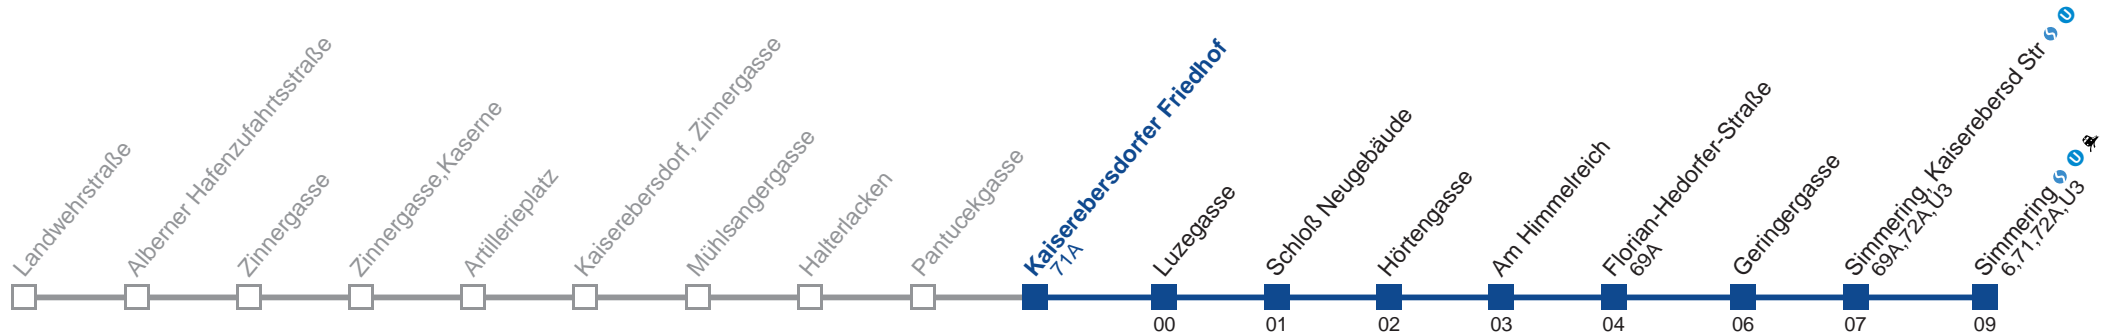 Landwehrstraße
Alberner Hafenzufahrtsstraße
Zinnergasse
Zinnergasse,Kaserne
Artillerieplatz
Kaiserebersdorf, Zinnergasse
Mühlsangergasse
Halterlacken
Pantucekgasse
Kaiserebersdorfer Friedhof
71A
Luzegasse
Schloß Neugebäude
Hörtengasse
Am Himmelreich
Florian-Hedorfer-Straße
69A
Geringergasse
Simmering, Kaiserebersd Str S U
69A,72A,U3
Simmering S U
6,71,72A,U3
00 01 02 03 04 06 07 09